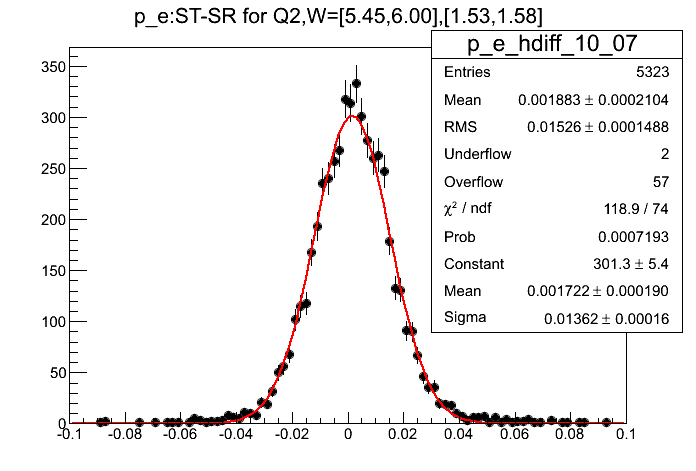 p_e:ST-SR for Q2,W=[5.45,6.00],[1.53,1.58]
p_e_hdiff_10_07
Entries 5323
Mean 0.001883 ± 0.0002104
RMS 0.01526 ± 0.0001488
Underflow 2
Overflow 57
χ² / ndf 118.9 / 74
Prob 0.0007193
Constant 301.3 ± 5.4
Mean 0.001722 ± 0.000190
Sigma 0.01362 ± 0.00016
350
300
250
200
150
100
50
0
-0.1 -0.08 -0.06 -0.04 -0.02 0 0.02 0.04 0.06 0.08 0.1